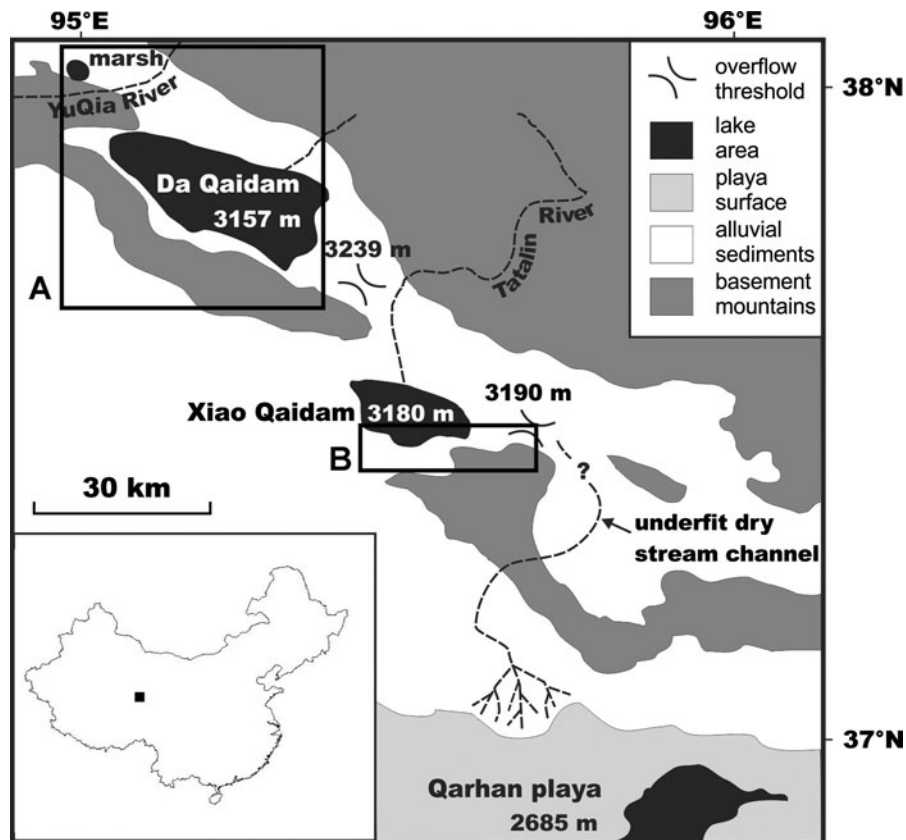 95°E
96°E
marsh
YuQia River
38°N
overflow
threshold
lake
area
playa
surface
alluvial
sediments
basement
mountains
Da Qaidam
3157 m
3239 m
Tatalin River
A
Xiao Qaidam
3180 m
3190 m
B
?
30 km
underfit dry
stream channel
37°N
Qarhan playa
2685 m